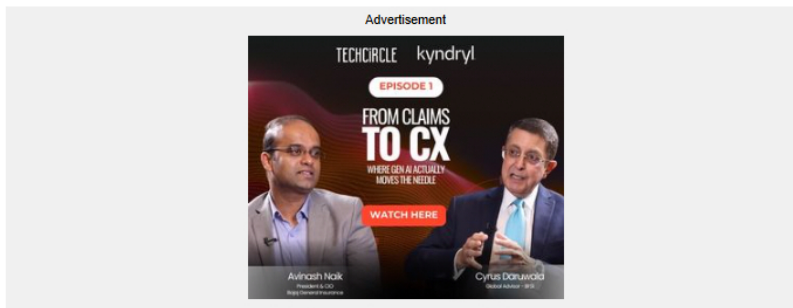 Advertisement
TECHCIRCLE kyndryl
EPISODE 1
FROM CLAIMS
TO CX
WHERE GEN AI ACTUALLY
MOVES THE NEEDLE
WATCH HERE
Avinash Naik
President & CIO
Bajaj General Insurance
Cyrus Daruwala
Global Advisor - BFSI